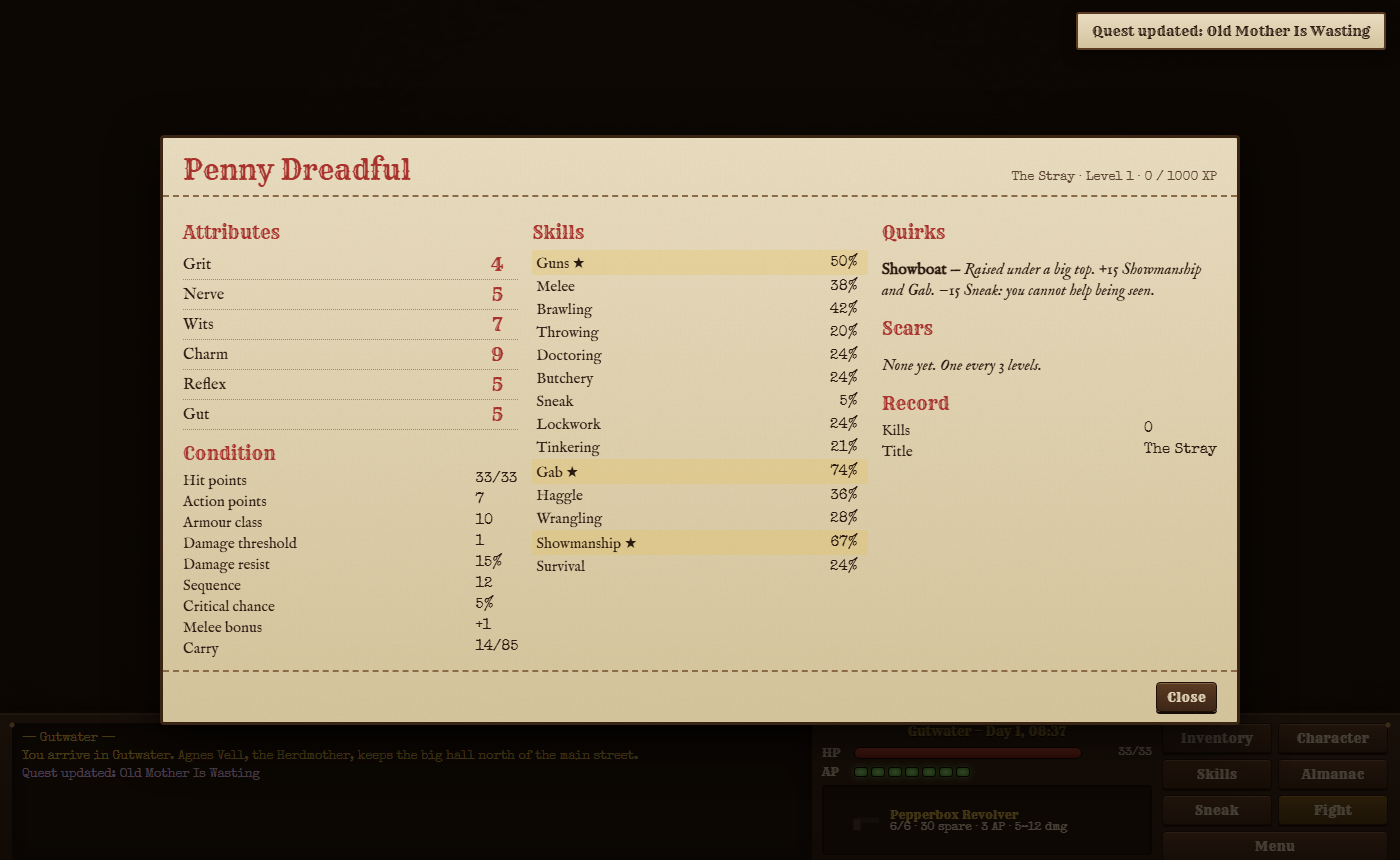 Quest updated: Old Mother Is Wasting
Penny Dreadful
The Stray · Level 1 · 0 / 1000 XP
Attributes
Grit 4
Nerve 5
Wits 7
Charm 9
Reflex 5
Gut 5
Condition
Hit points 33/33
Action points 7
Armour class 10
Damage threshold 1
Damage resist 15%
Sequence 12
Critical chance 5%
Melee bonus +1
Carry 14/85
Skills
Guns ★ 50%
Melee 38%
Brawling 42%
Throwing 20%
Doctoring 24%
Butchery 24%
Sneak 5%
Lockwork 24%
Tinkering 21%
Gab ★ 74%
Haggle 36%
Wrangling 28%
Showmanship ★ 67%
Survival 24%
Quirks
Showboat — Raised under a big top. +15 Showmanship
and Gab. −15 Sneak: you cannot help being seen.
Scars
None yet. One every 3 levels.
Record
Kills 0
Title The Stray
Close
— Gutwater —
You arrive in Gutwater. Agnes Vell, the Herdmother, keeps the big hall north of the main street.
Quest updated: Old Mother Is Wasting
Gutwater — Day 1, 08:37
HP 33/33
AP
Pepperbox Revolver
6/6 · 30 spare · 3 AP · 5–12 dmg
Inventory Character
Skills Almanac
Sneak Fight
Menu